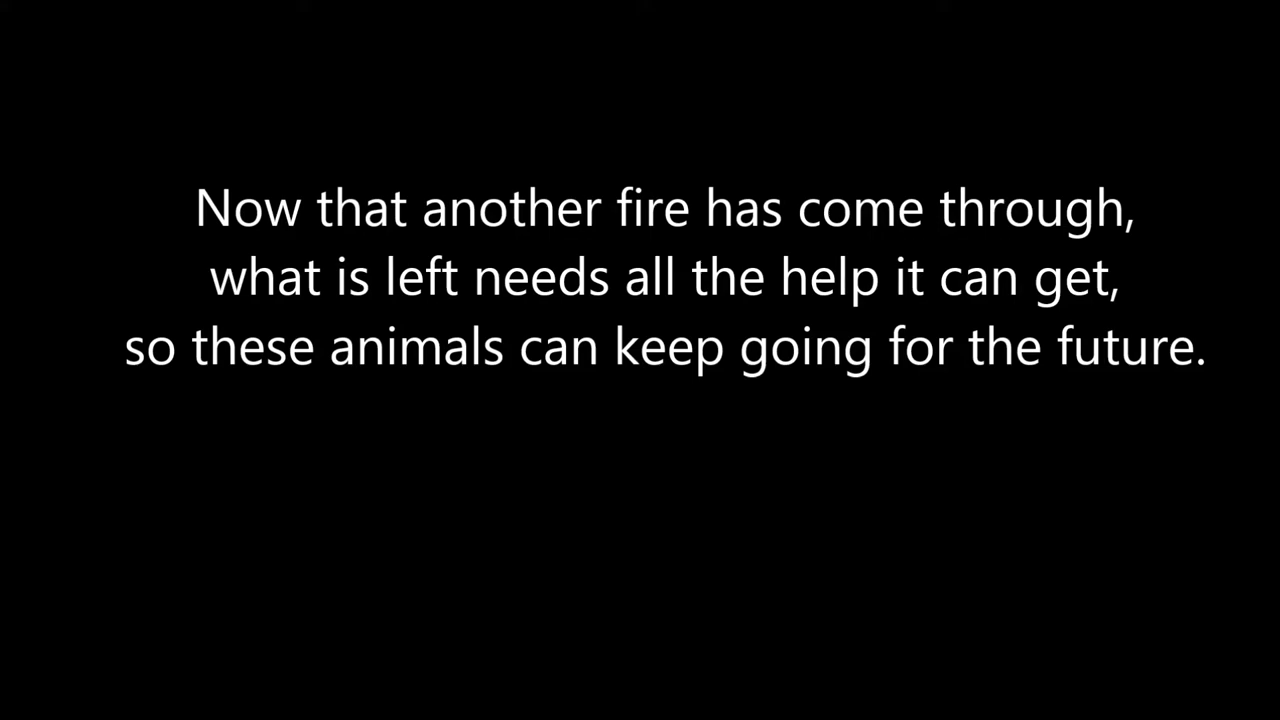 Now that another fire has come through,
what is left needs all the help it can get,
so these animals can keep going for the future.